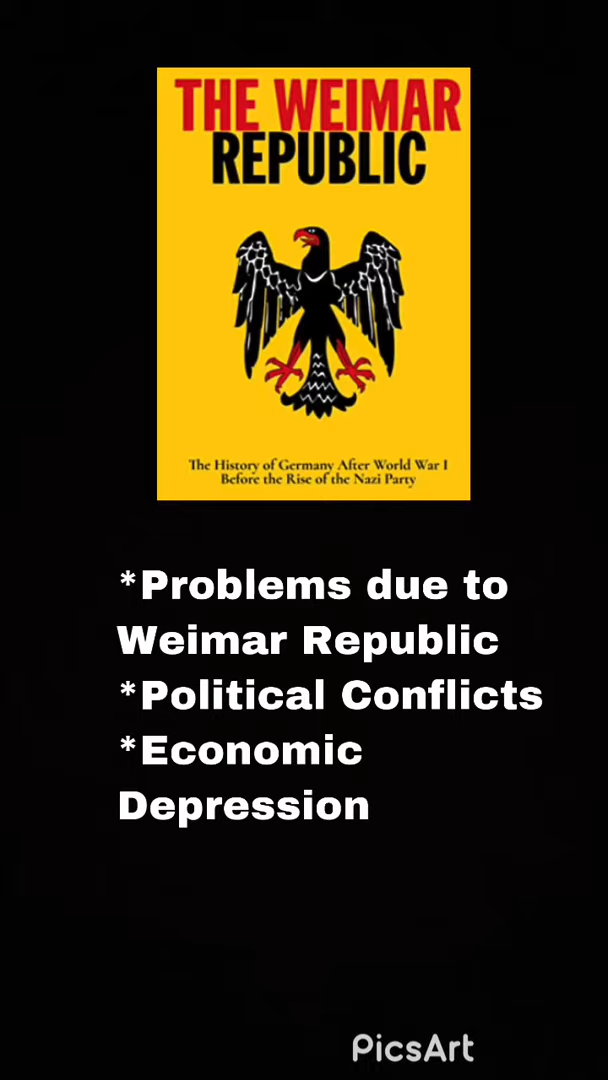 THE WEIMAR
REPUBLIC
The History of Germany After World War I
Before the Rise of the Nazi Party
*Problems due to
Weimar Republic
*Political Conflicts
*Economic
Depression
PicsArt